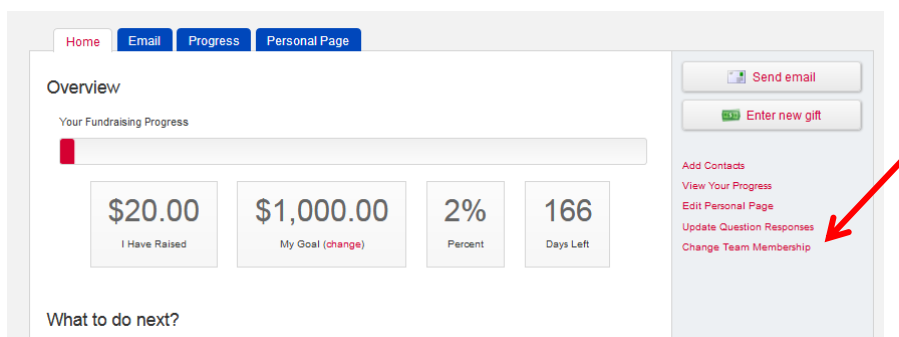 Home Email Progress Personal Page
Overview
Your Fundraising Progress
$20.00 $1,000.00 2% 166
I Have Raised My Goal (change) Percent Days Left
What to do next?
Send email
Enter new gift
Add Contacts
View Your Progress
Edit Personal Page
Update Question Responses
Change Team Membership